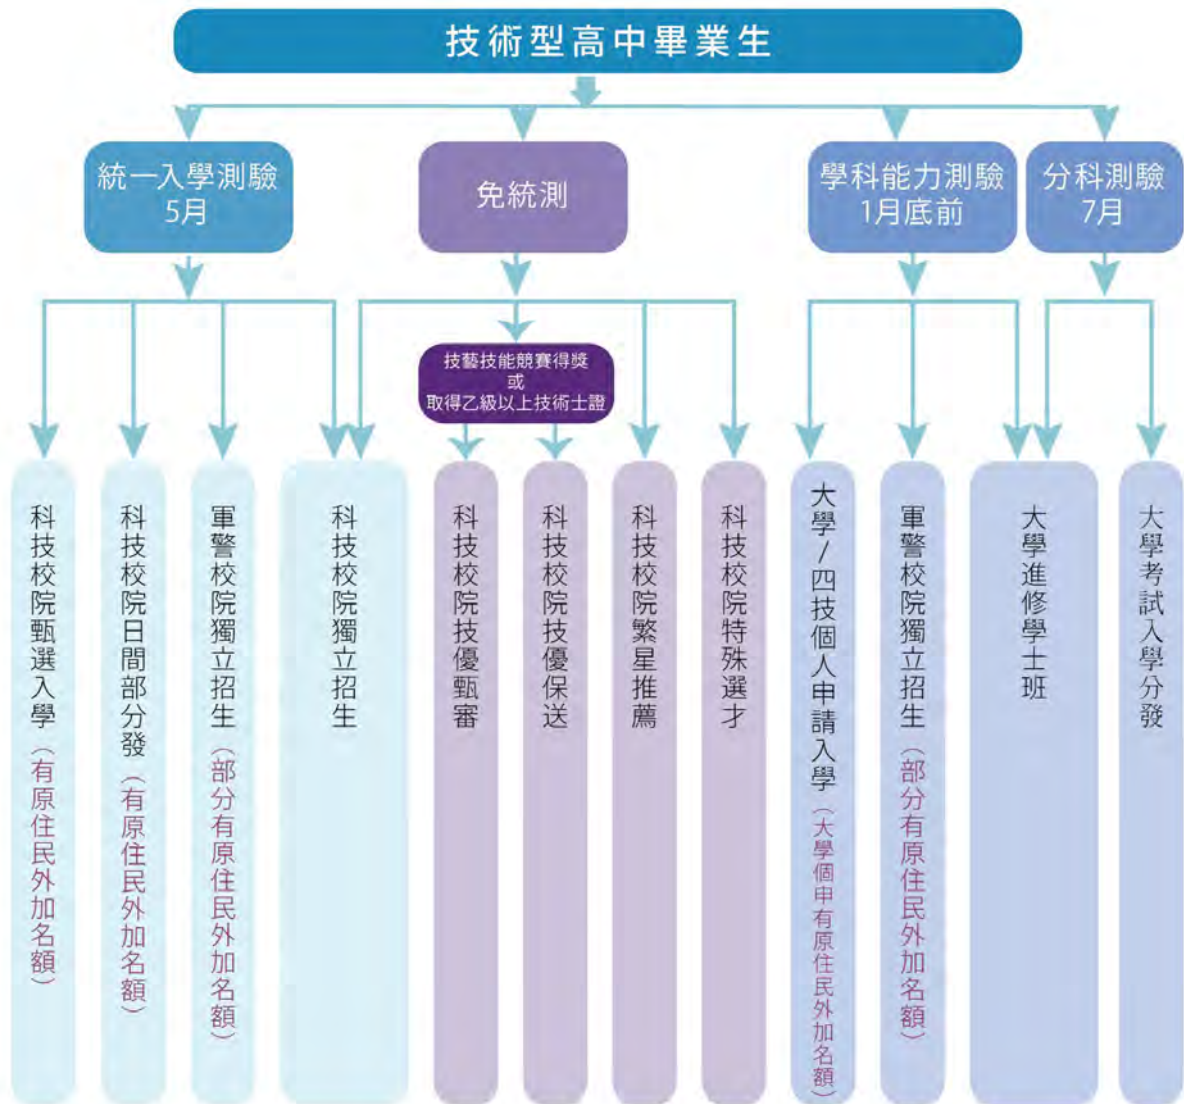 技術型高中畢業生
統一入學測驗
5月
免統測
學科能力測驗
1月底前
分科測驗
7月
技藝技能競賽得獎
或
取得乙級以上技術士證
科技校院甄選入學（有原住民外加名額）
科技校院日間部分發（有原住民外加名額）
軍警校院獨立招生（部分有原住民外加名額）
科技校院獨立招生
科技校院技優甄審
科技校院技優保送
科技校院繁星推薦
科技校院特殊選才
大學/四技個人申請入學（大學個申有原住民外加名額）
軍警校院獨立招生（部分有原住民外加名額）
大學進修學士班
大學考試入學分發